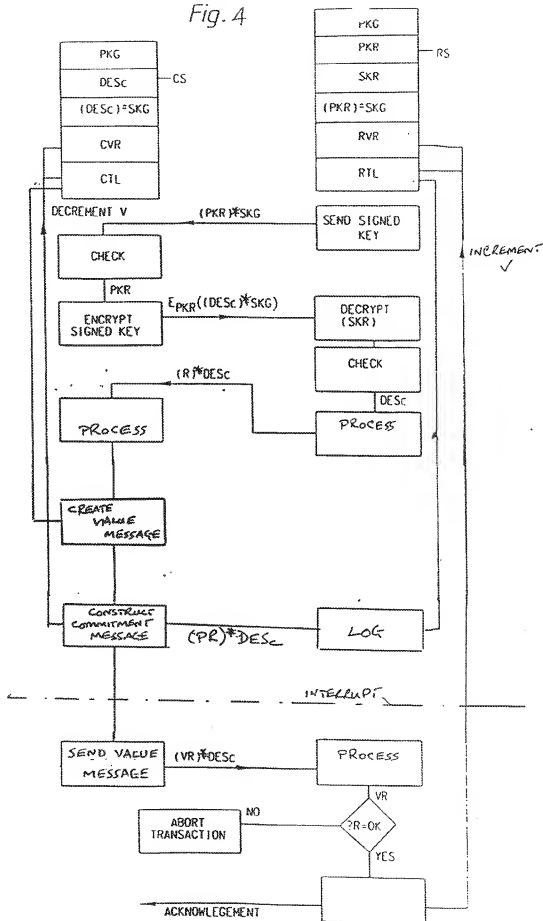 Fig. 4
PKG
DESc
CS
(DESc)=SKG
CVR
CTL
PKG
PKR
RS
SKR
(PKR)=SKG
RVR
RTL
DECREMENT V
(PKR)*SKG
SEND SIGNED
KEY
INCREMENT
V
CHECK
PKR
ENCRYPT
SIGNED KEY
EPKR((DESc)*SKG)
DECRYPT
(SKR)
CHECK
DESc
(R)*DESc
PROCESS
PROCESS
CREATE
VALUE
MESSAGE
CONSTRUCT
COMMITMENT
MESSAGE
(PR)*DESc
LOG
INTERRUPT
SEND VALUE
MESSAGE
(VR)*DESC
PROCESS
VR
ABORT
TRANSACTION
NO
?R=OK
YES
ACKNOWLEGEMENT